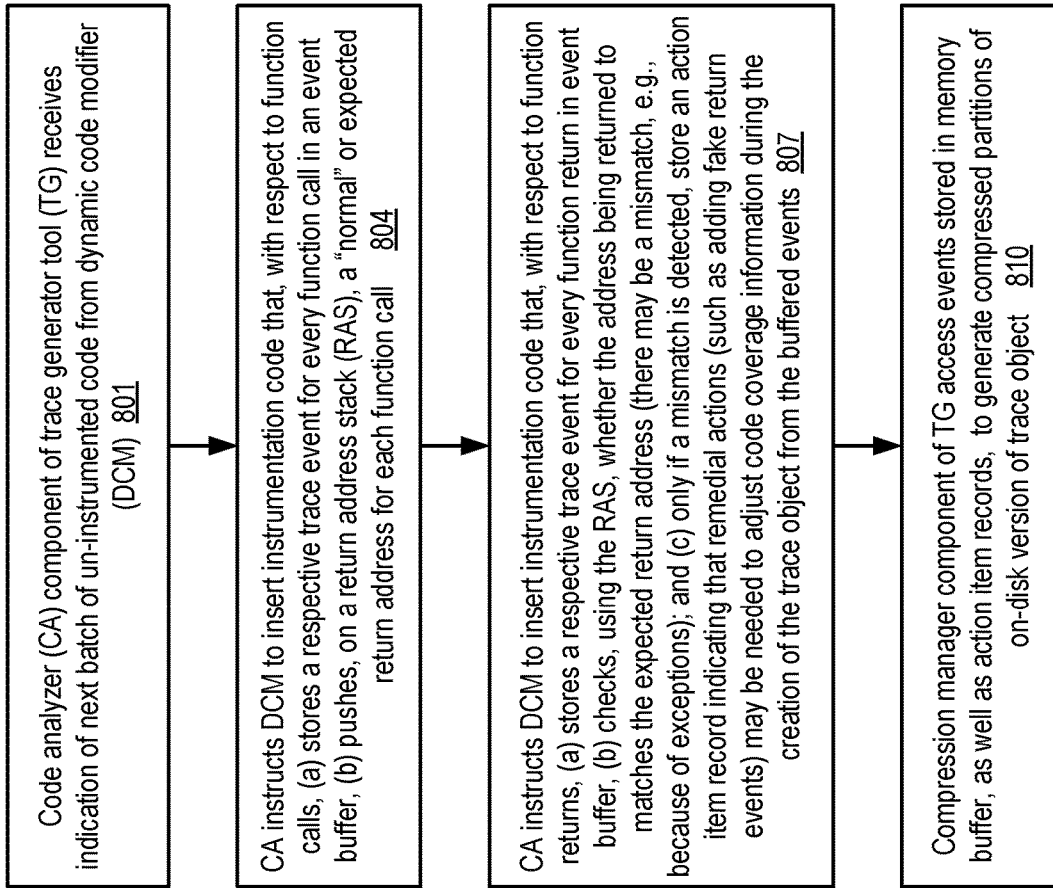 Code analyzer (CA) component of trace generator tool (TG) receives
indication of next batch of un-instrumented code from dynamic code modifier
(DCM) 801
CA instructs DCM to insert instrumentation code that, with respect to function
calls, (a) stores a respective trace event for every function call in an event
buffer, (b) pushes, on a return address stack (RAS), a “normal” or expected
return address for each function call 804
CA instructs DCM to insert instrumentation code that, with respect to function
returns, (a) stores a respective trace event for every function return in event
buffer, (b) checks, using the RAS, whether the address being returned to
matches the expected return address (there may be a mismatch, e.g.,
because of exceptions); and (c) only if a mismatch is detected, store an action
item record indicating that remedial actions (such as adding fake return
events) may be needed to adjust code coverage information during the
creation of the trace object from the buffered events 807
Compression manager component of TG access events stored in memory
buffer, as well as action item records, to generate compressed partitions of
on-disk version of trace object 810